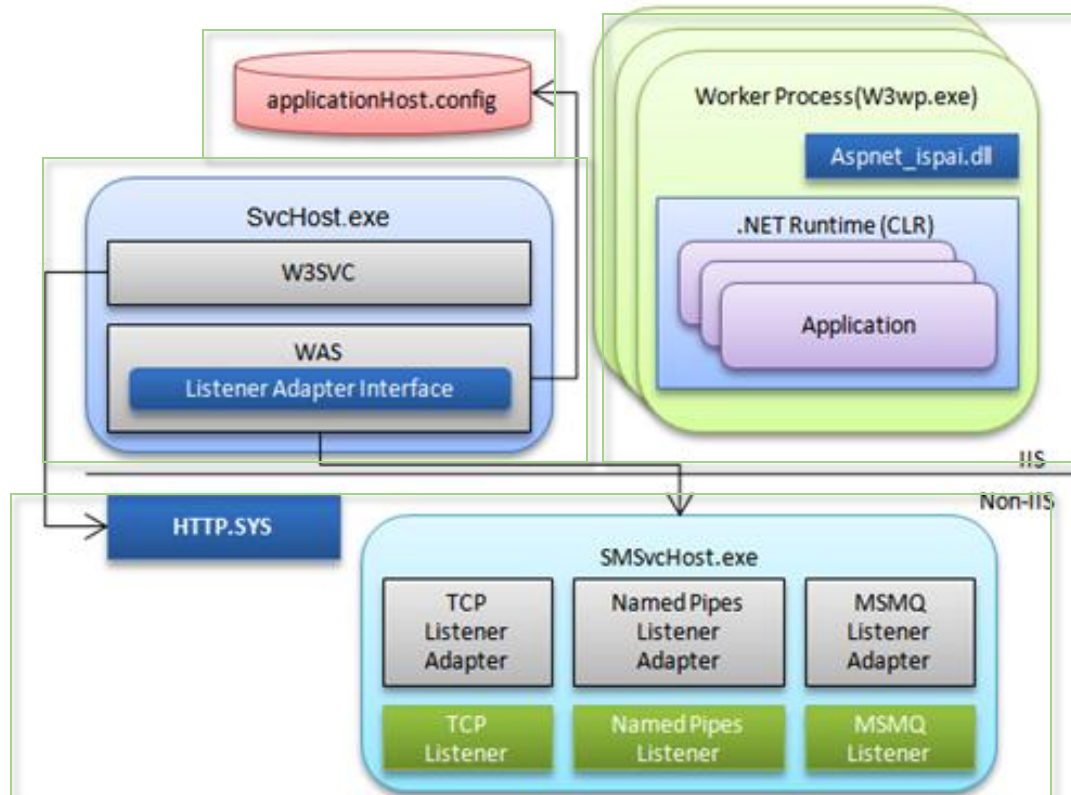 applicationHost.config
Worker Process(W3wp.exe)
Aspnet_ispai.dll
.NET Runtime (CLR)
Application
SvcHost.exe
W3SVC
WAS
Listener Adapter Interface
IIS
Non-IIS
HTTP.SYS
SMSvcHost.exe
TCP
Listener
Adapter
Named Pipes
Listener
Adapter
MSMQ
Listener
Adapter
TCP
Listener
Named Pipes
Listener
MSMQ
Listener